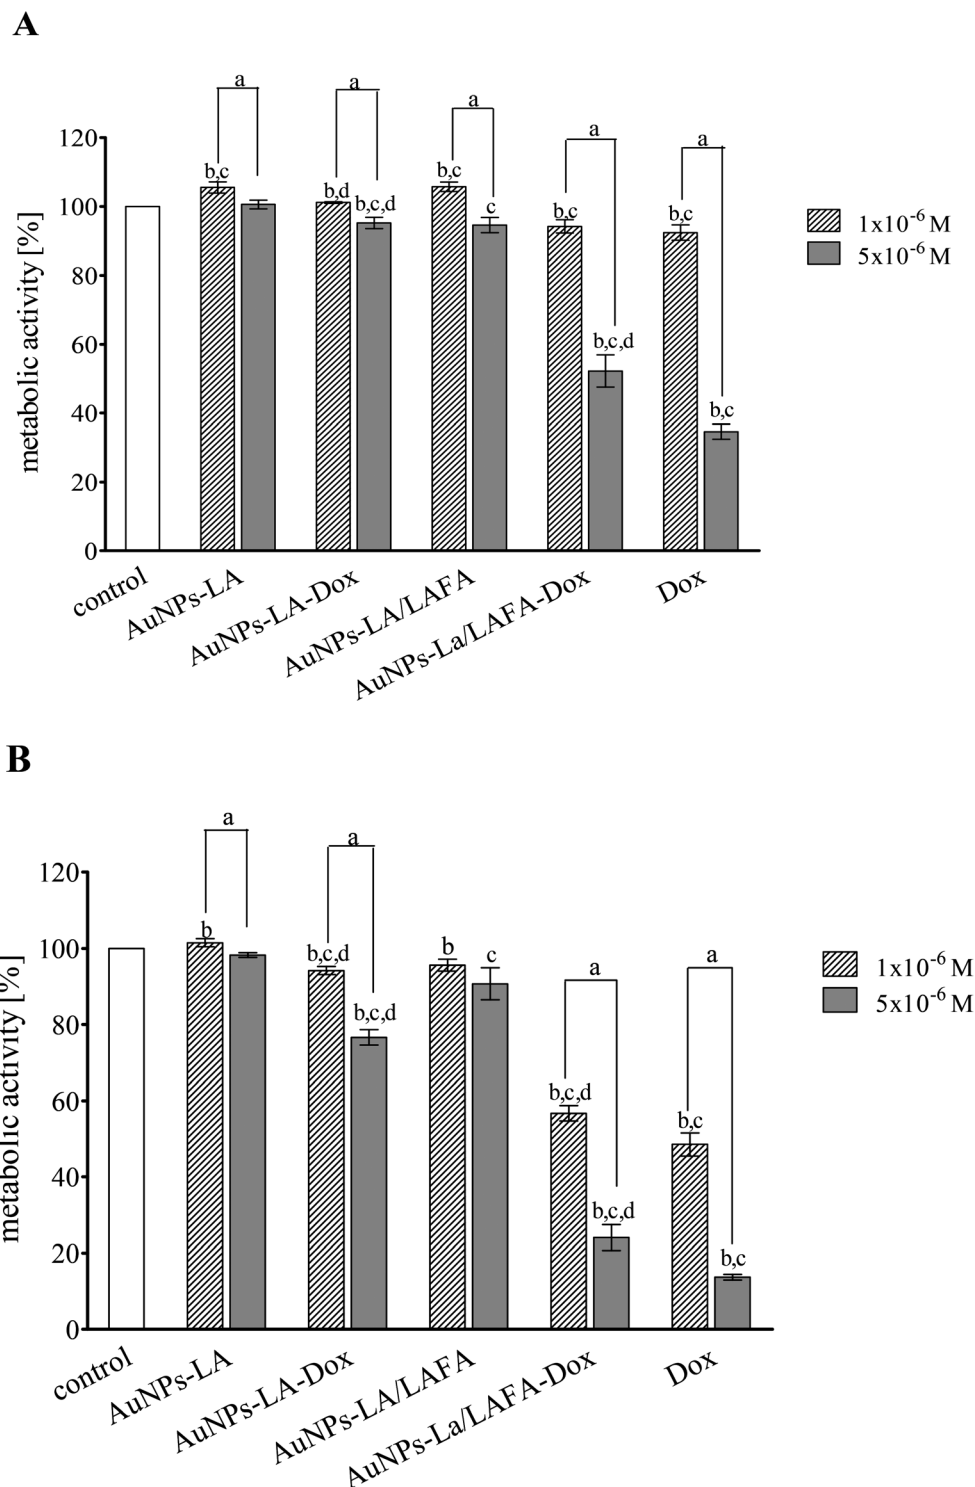 A
a a a a a
metabolic activity [%]
120
100
80
60
40
20
0
b,c b,d b,c,d b,c c b,c b,c,d b,c b,c
1x10⁻⁶ M
5x10⁻⁶ M
control AuNPs-LA AuNPs-LA-Dox AuNPs-LA/LAFA AuNPs-La/LAFA-Dox Dox
B
a a a a
metabolic activity [%]
120
100
80
60
40
20
0
b b,c,d b,c,d b c b,c,d b,c,d b,c b,c
1x10⁻⁶ M
5x10⁻⁶ M
control AuNPs-LA AuNPs-LA-Dox AuNPs-LA/LAFA AuNPs-La/LAFA-Dox Dox